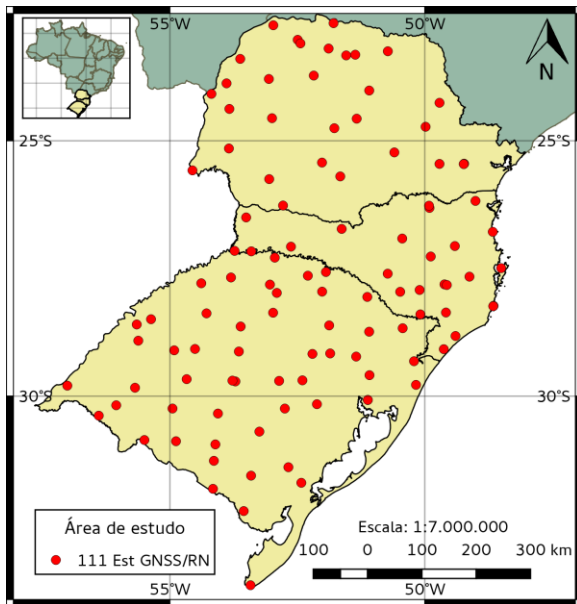 55°W 50°W
N
25°S 25°S
30°S 30°S
Área de estudo
111 Est GNSS/RN
Escala: 1:7.000.000
100 0 100 200 300 km
55°W 50°W